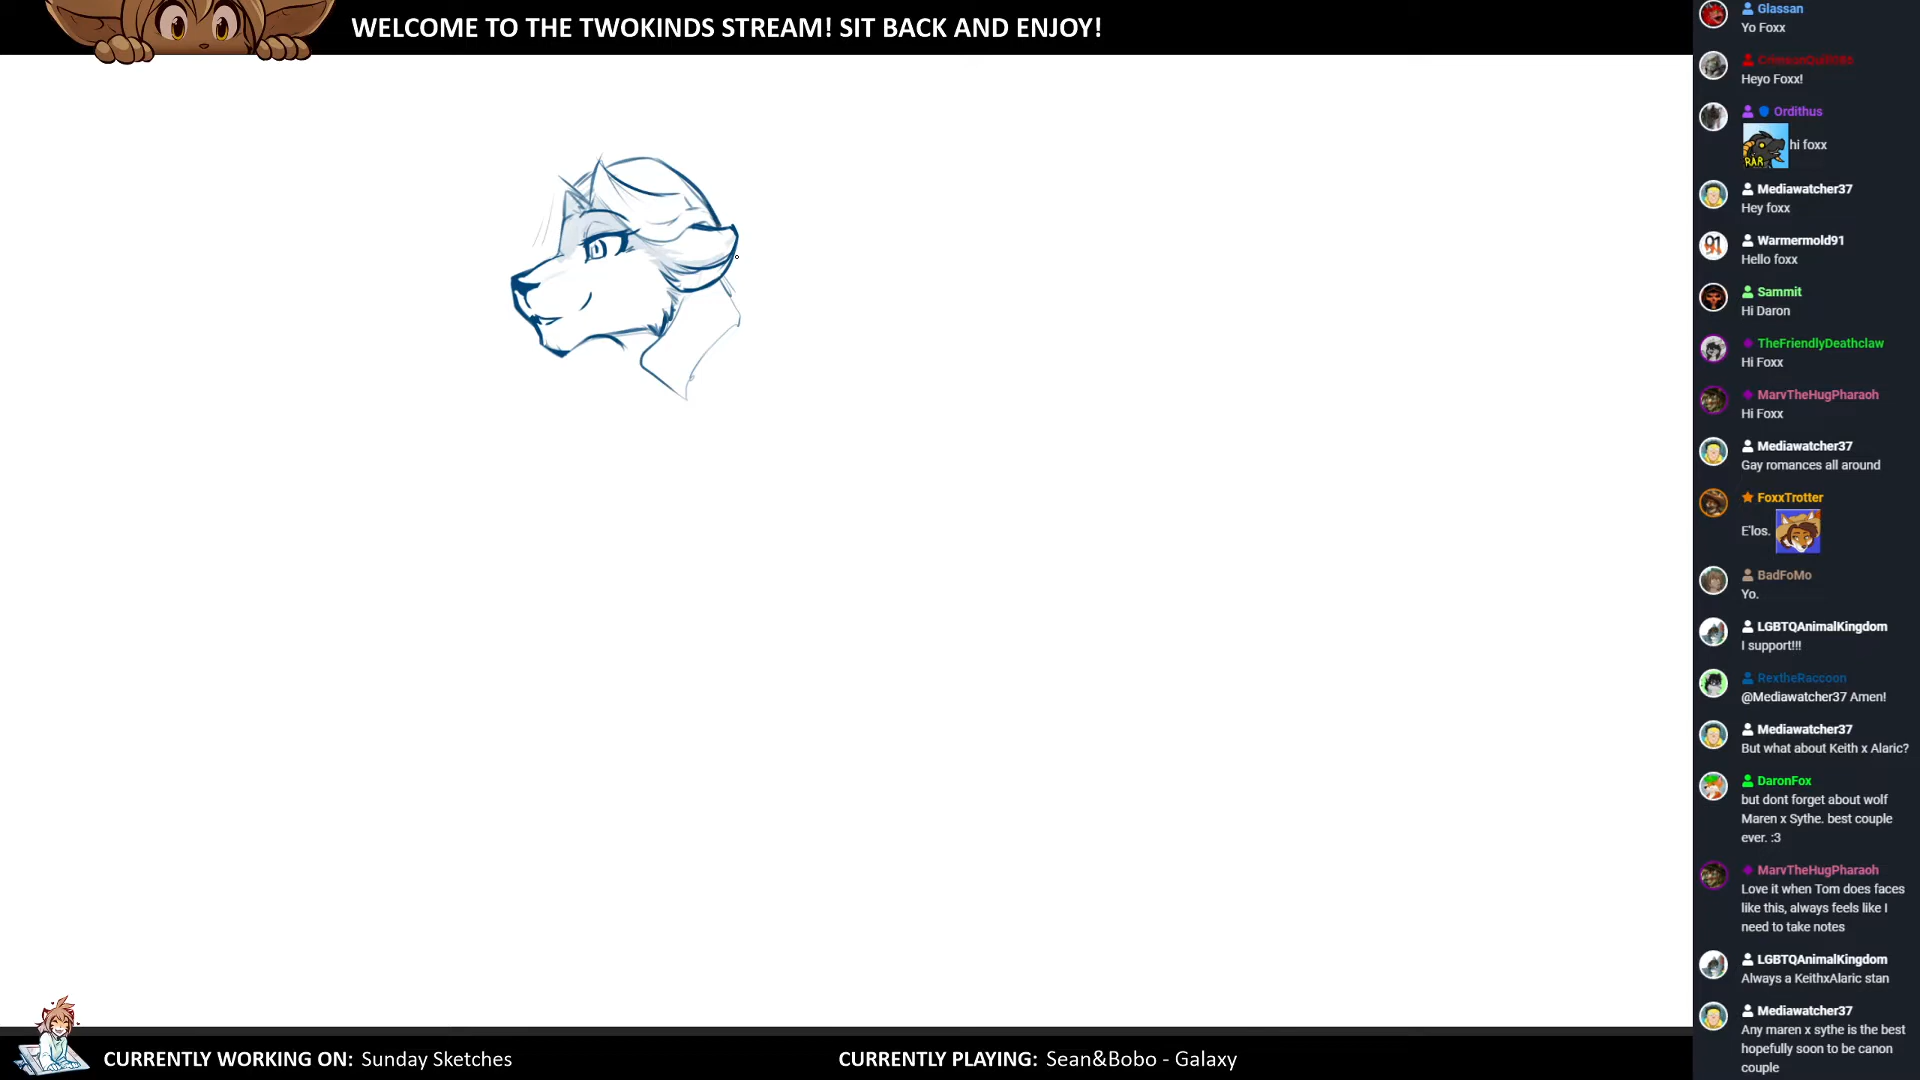 WELCOME TO THE TWOKINDS STREAM! SIT BACK AND ENJOY!
Glassan
Yo Foxx
Heyo Foxx!
Ordithus
RAR
hi foxx
Mediawatcher37
Hey foxx
91
Warmermold91
Hello foxx
Sammit
Hi Daron
TheFriendlyDeathclaw
Hi Foxx
MarvTheHugPharaoh
Hi Foxx
Mediawatcher37
Gay romances all around
FoxxTrotter
E'los.
BadFoMo
Yo.
LGBTQAnimalKingdom
I support!!!
RextheRaccoon
@Mediawatcher37 Amen!
Mediawatcher37
But what about Keith x Alaric?
DaronFox
but dont forget about wolf
Maren x Sythe. best couple
ever. :3
MarvTheHugPharaoh
Love it when Tom does faces
like this, always feels like I
need to take notes
LGBTQAnimalKingdom
Always a KeithxAlaric stan
Mediawatcher37
Any maren x sythe is the best
hopefully soon to be canon
couple
CURRENTLY WORKING ON: Sunday Sketches
CURRENTLY PLAYING: Sean&Bobo - Galaxy